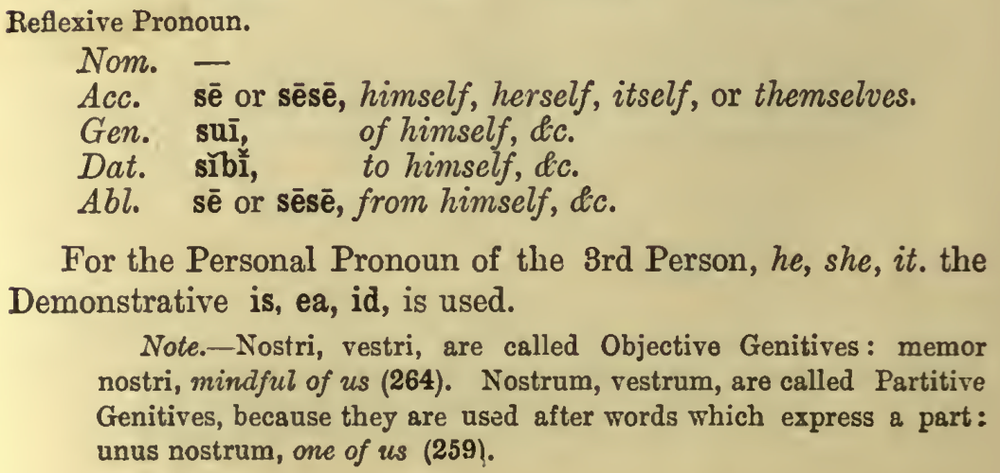 Reflexive Pronoun.
Nom. —
Acc. sē or sēsē, himself, herself, itself, or themselves.
Gen. suī, of himself, &c.
Dat. sĭbī̆, to himself, &c.
Abl. sē or sēsē, from himself, &c.
For the Personal Pronoun of the 3rd Person, he, she, it. the
Demonstrative is, ea, id, is used.
Note.—Nostri, vestri, are called Objective Genitives: memor
nostri, mindful of us (264). Nostrum, vestrum, are called Partitive
Genitives, because they are used after words which express a part:
unus nostrum, one of us (259).